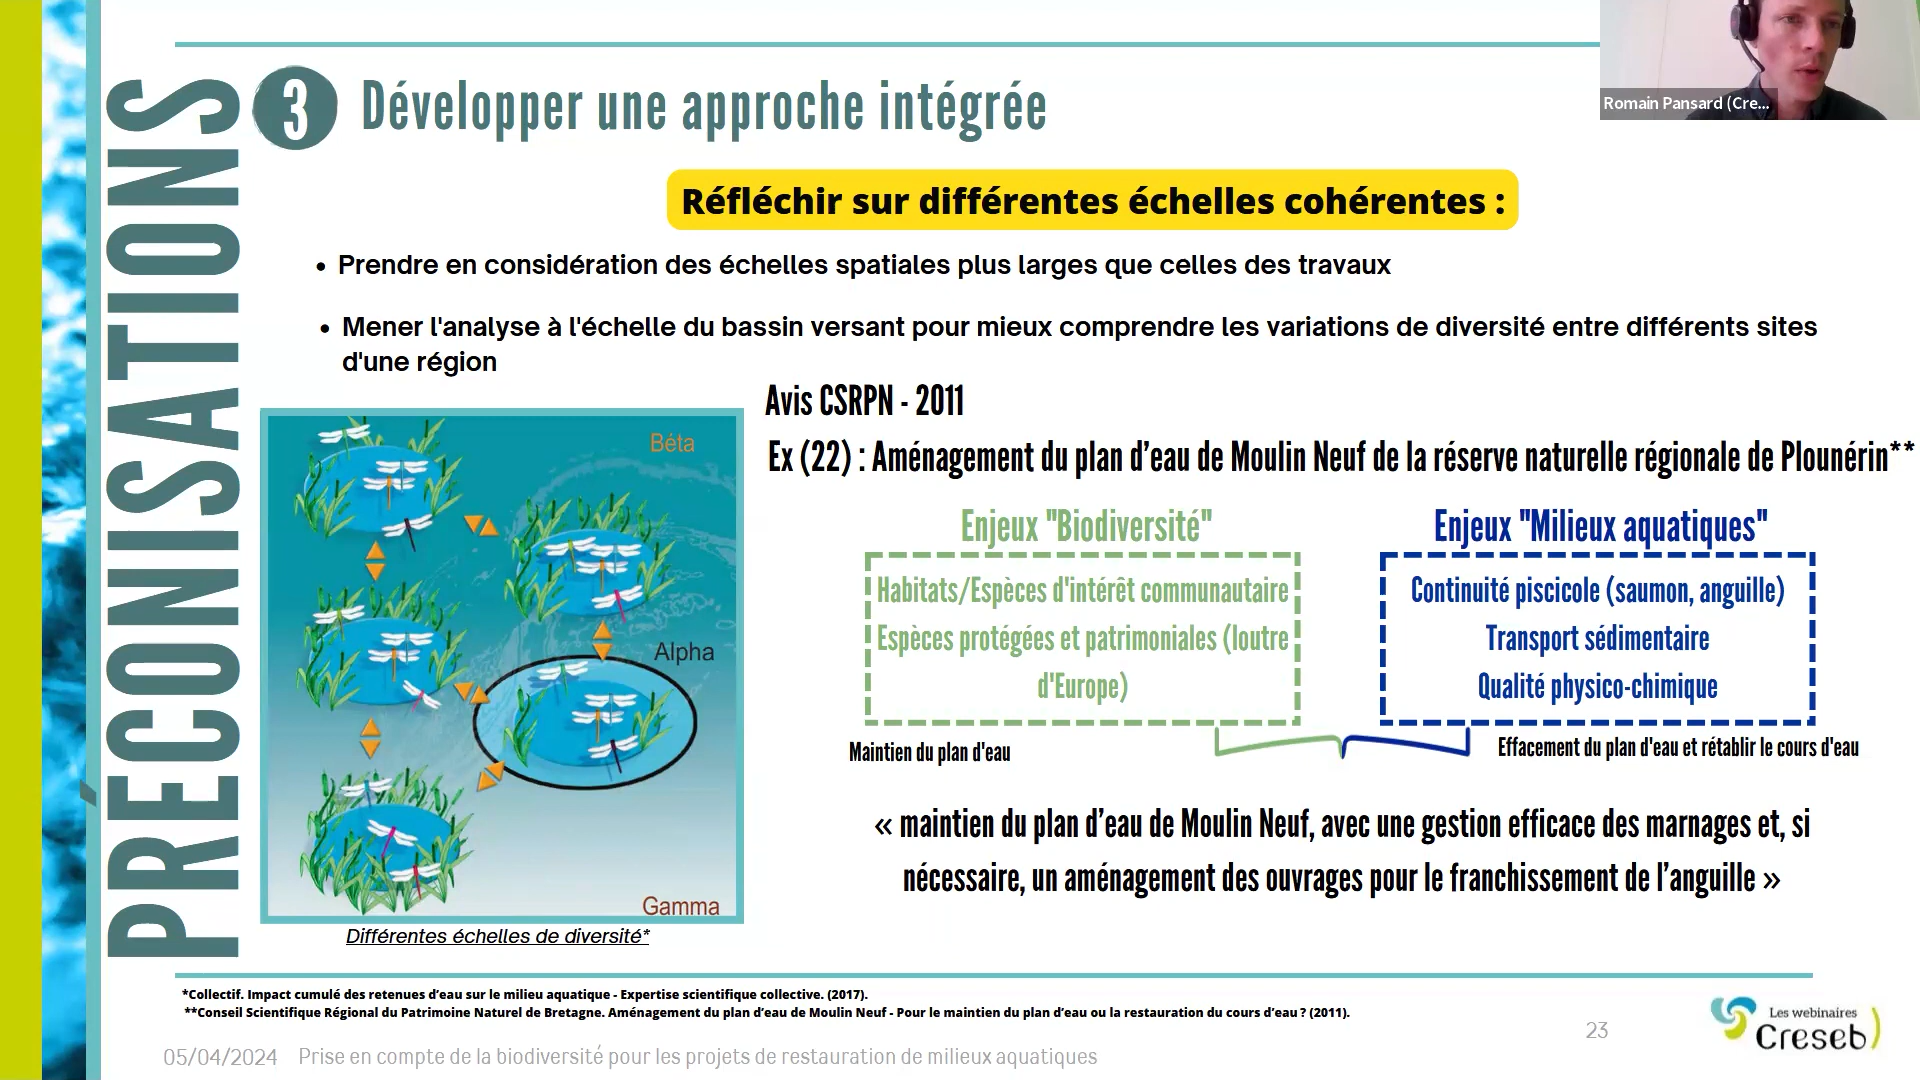 PRÉCONISATIONS
3 Développer une approche intégrée
Romain Pansard (Cre...
Réfléchir sur différentes échelles cohérentes :
• Prendre en considération des échelles spatiales plus larges que celles des travaux
• Mener l'analyse à l'échelle du bassin versant pour mieux comprendre les variations de diversité entre différents sites
d'une région
Béta
Alpha
Gamma
Différentes échelles de diversité*
Avis CSRPN - 2011
Ex (22) : Aménagement du plan d’eau de Moulin Neuf de la réserve naturelle régionale de Plounérin**
Enjeux "Biodiversité"
Habitats/Espèces d'intérêt communautaire
Espèces protégées et patrimoniales (loutre
d'Europe)
Maintien du plan d'eau
Enjeux "Milieux aquatiques"
Continuité piscicole (saumon, anguille)
Transport sédimentaire
Qualité physico-chimique
Effacement du plan d'eau et rétablir le cours d'eau
« maintien du plan d’eau de Moulin Neuf, avec une gestion efficace des marnages et, si
nécessaire, un aménagement des ouvrages pour le franchissement de l’anguille »
*Collectif. Impact cumulé des retenues d’eau sur le milieu aquatique - Expertise scientifique collective. (2017).
**Conseil Scientifique Régional du Patrimoine Naturel de Bretagne. Aménagement du plan d’eau de Moulin Neuf - Pour le maintien du plan d’eau ou la restauration du cours d’eau ? (2011).
05/04/2024 Prise en compte de la biodiversité pour les projets de restauration de milieux aquatiques
23
Les webinaires
Creseb